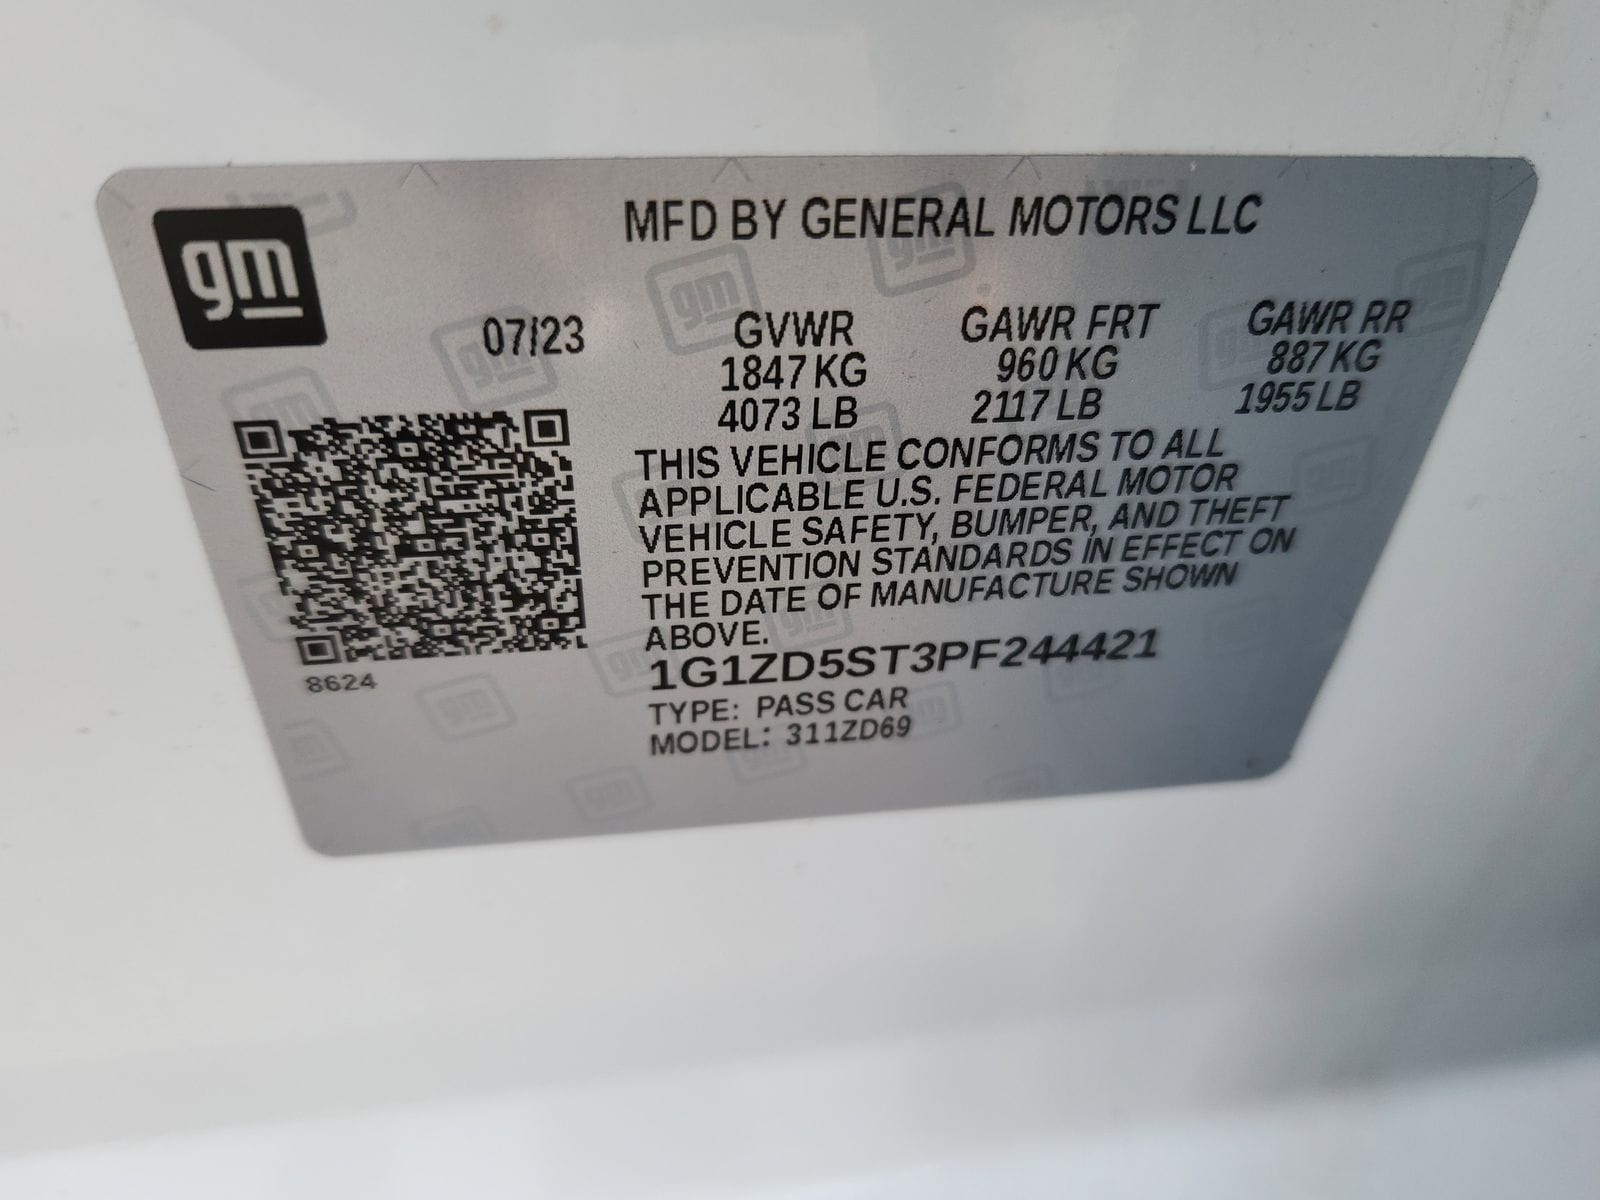 gm
MFD BY GENERAL MOTORS LLC
07/23
GVWR
1847 KG
4073 LB
GAWR FRT
960 KG
2117 LB
GAWR RR
887 KG
1955 LB
THIS VEHICLE CONFORMS TO ALL
APPLICABLE U.S. FEDERAL MOTOR
VEHICLE SAFETY, BUMPER, AND THEFT
PREVENTION STANDARDS IN EFFECT ON
THE DATE OF MANUFACTURE SHOWN
ABOVE.
1G1ZD5ST3PF244421
TYPE: PASS CAR
MODEL: 311ZD69
8624